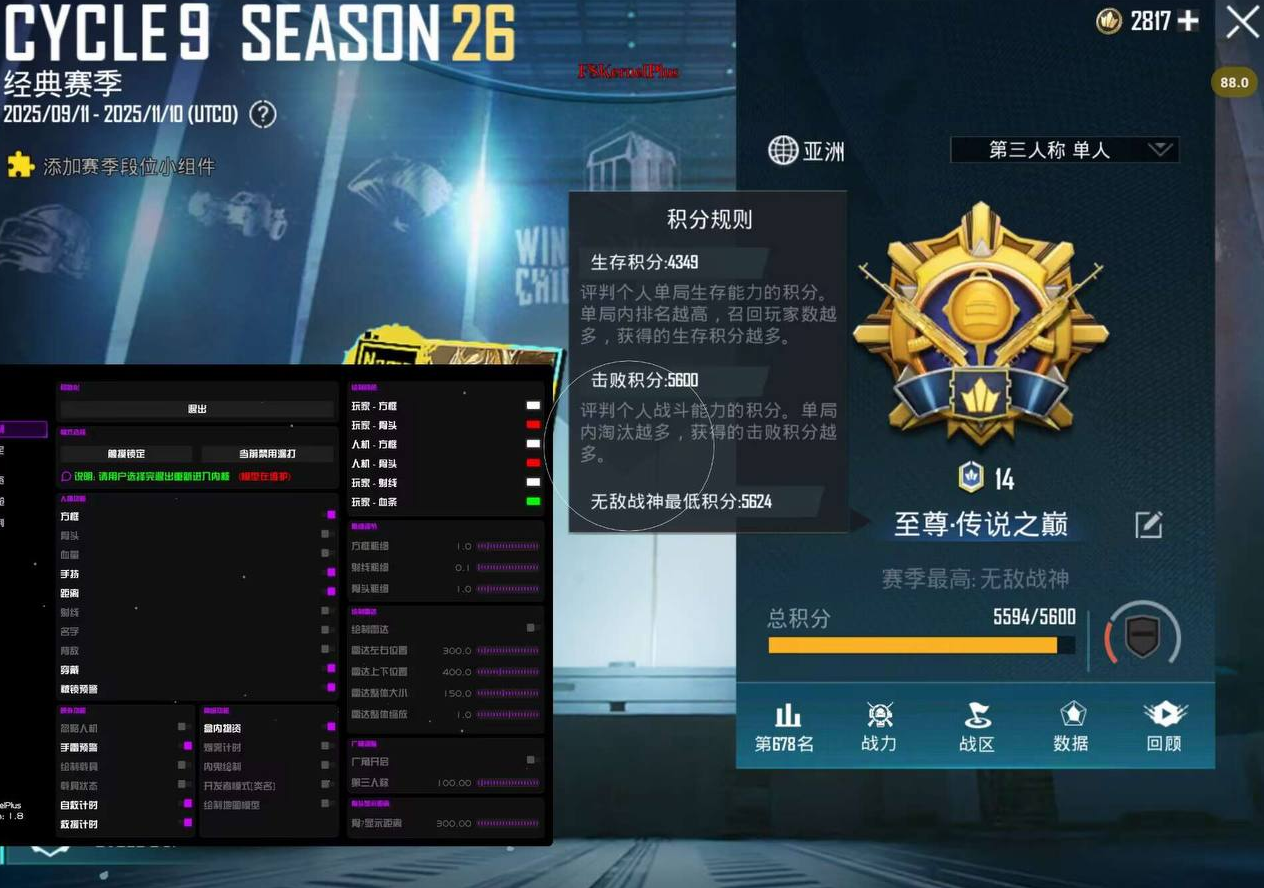 CYCLE 9 SEASON 26
经典赛季
2025/09/11 - 2025/11/10 (UTC0) ?
添加赛季段位小组件
FSKernelPlus
2817
88.0
亚洲
第三人称 单人
WIN
积分规则
生存积分:4349
评判个人单局生存能力的积分。
单局内排名越高，召回玩家数越
多，获得的生存积分越多。
击败积分:5600
评判个人战斗能力的积分。单局
内淘汰越多，获得的击败积分越
多。
无敌战神最低积分:5624
14
至尊·传说之巅
赛季最高: 无敌战神
总积分
5594/5600
第678名
战力
战区
数据
回顾
退出
触摸锁定
当前禁用漏打
说明: 请用户选择完退出重新进入内核 (模型在维护)
方框
骨头
血量
手持
距离
射线
名字
背敌
穿戴
被锁预警
忽略人机
手雷预警
绘制载具
载具状态
自救计时
救援计时
盒内物资
爆雷计时
内鬼绘制
开发者模式(类名)
绘制地图模型
玩家 - 方框
玩家 - 骨头
人机 - 方框
人机 - 骨头
玩家 - 射线
玩家 - 血条
方框粗细 1.0
射线粗细 0.1
骨头粗细 1.0
绘制雷达
雷达左右位置 300.0
雷达上下位置 400.0
雷达整体大小 150.0
雷达整体缩放 1.0
广角开启
第三人称 100.00
显示距离 300.00
elPlus
: 1.8